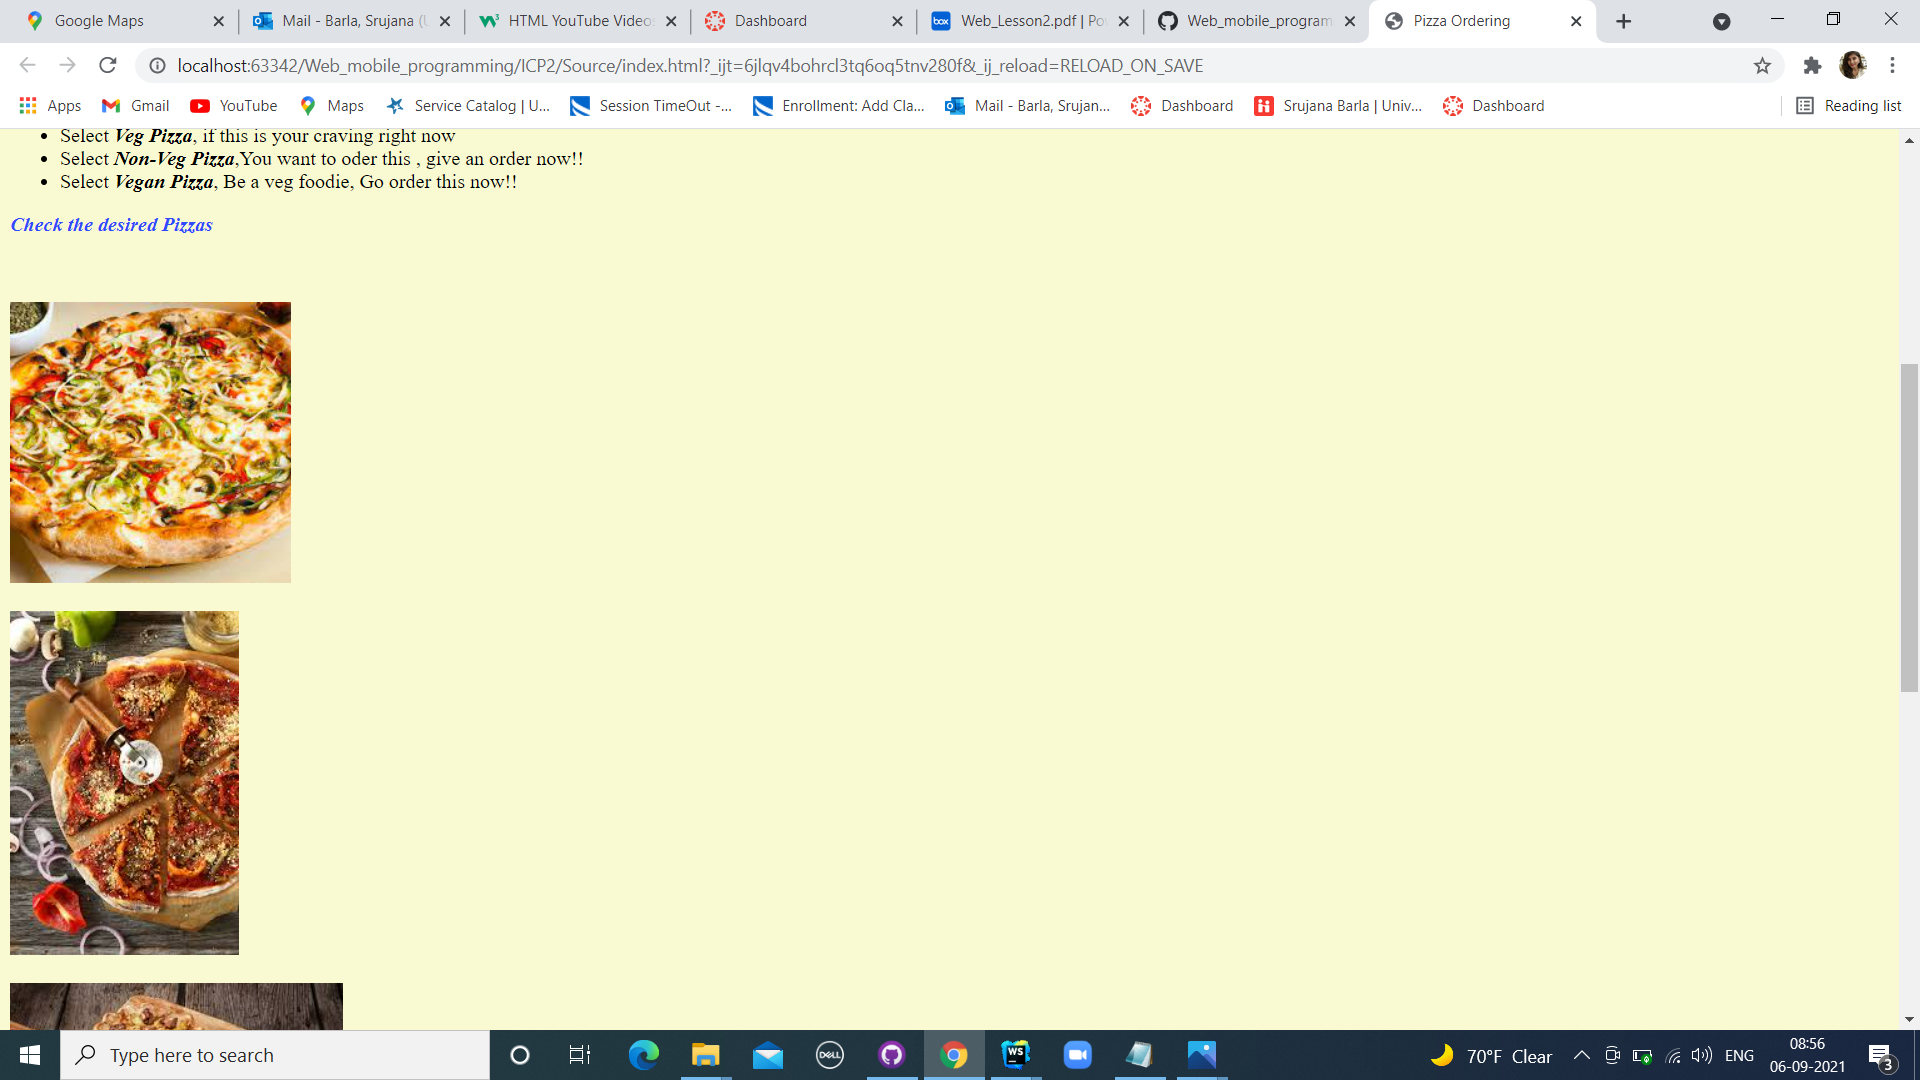 Google Maps
Mail - Barla, Srujana (
HTML YouTube Videos
Dashboard
Web_Lesson2.pdf | Po
Web_mobile_program
Pizza Ordering
localhost:63342/Web_mobile_programming/ICP2/Source/index.html?_ijt=6jlqv4bohrcl3tq6oq5tnv280f&_ij_reload=RELOAD_ON_SAVE
Apps
Gmail
YouTube
Maps
Service Catalog | U...
Session TimeOut -...
Enrollment: Add Cla...
Mail - Barla, Srujan...
Dashboard
Srujana Barla | Univ...
Dashboard
Reading list
Select Veg Pizza, if this is your craving right now
Select Non-Veg Pizza,You want to oder this , give an order now!!
Select Vegan Pizza, Be a veg foodie, Go order this now!!
Check the desired Pizzas
Type here to search
DELL
WS
70°F Clear
ENG
08:56
06-09-2021
3